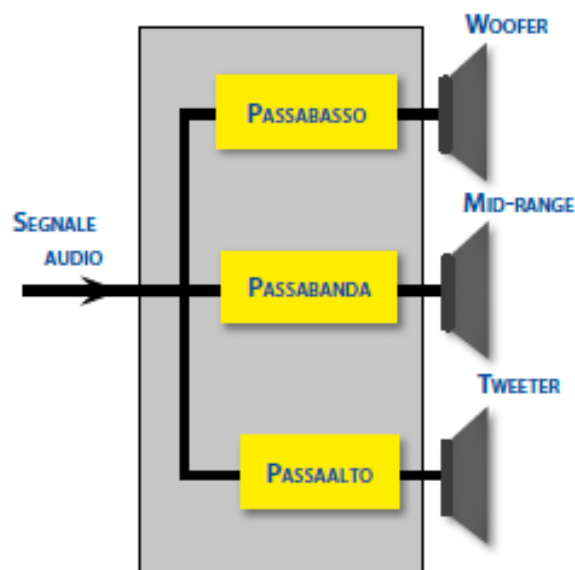 WOOFER
PASSABASSO
MID-RANGE
SEGNALE
AUDIO
PASSABANDA
TWEETER
PASSAALTO